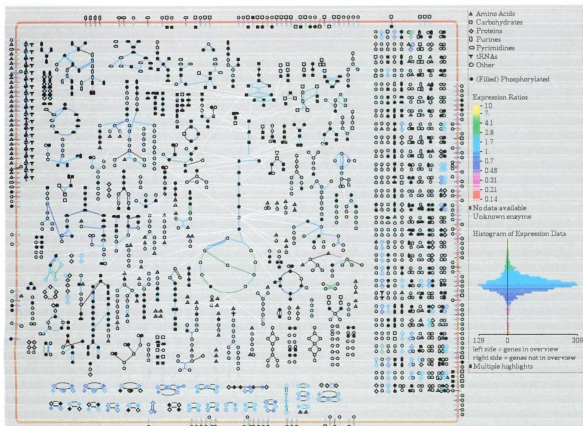 Amino Acids
Carbohydrates
Proteins
Purines
Pyrimidines
tRNAs
Other
(Filled) Phosphorylated
Expression Ratios
10.
7.
4.1
2.8
1.7
1
0.7
0.48
0.31
0.21
0.14
No data available
Unknown enzyme
Histogram of Expression Data
129 0 309
left side = genes in overview
right side = genes not in overview
Multiple highlights